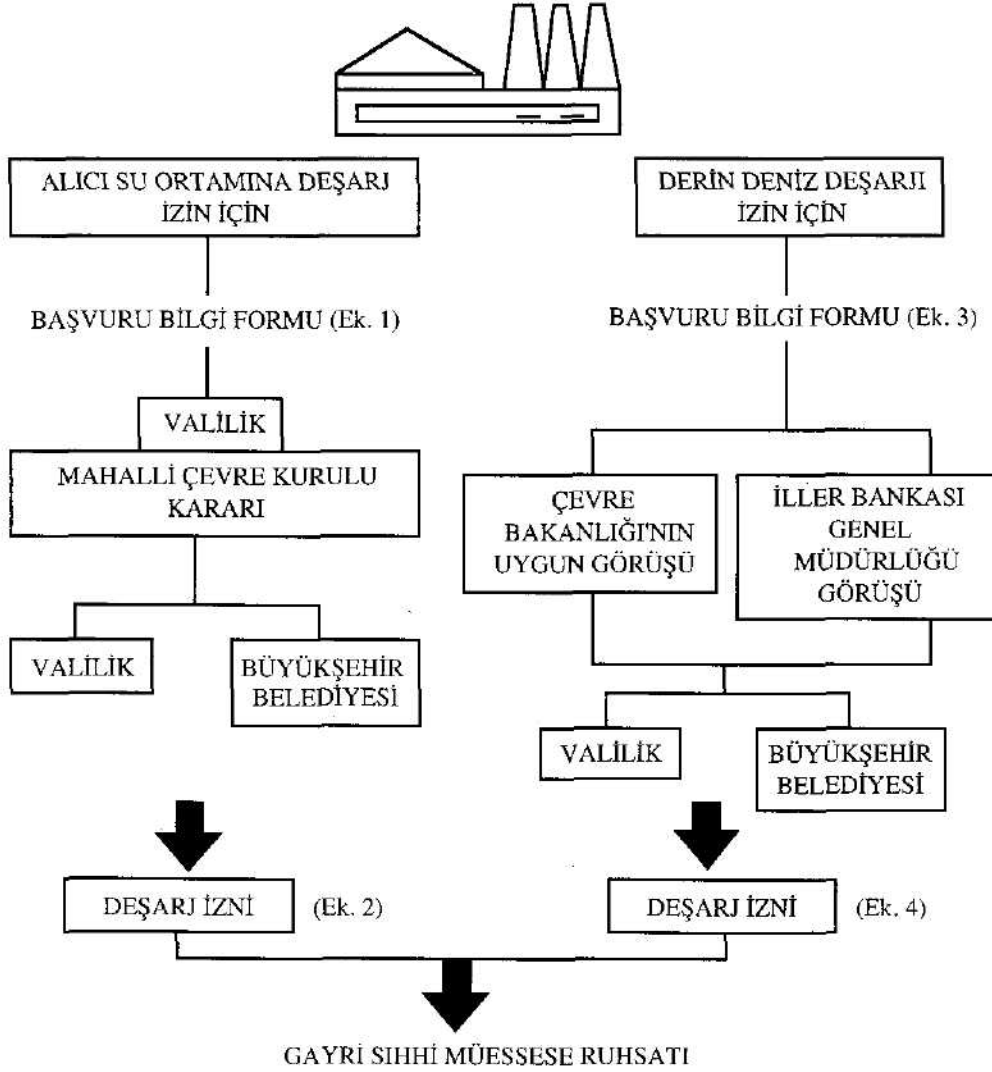 ALICI SU ORTAMINA DEŞARJ
İZİN İÇİN
BAŞVURU BİLGİ FORMU (Ek. 1)
VALİLİK
MAHALLİ ÇEVRE KURULU
KARARI
VALİLİK
BÜYÜKŞEHİR
BELEDİYESİ
DEŞARJ İZNİ
(Ek. 2)
DERİN DENİZ DEŞARJI
İZİN İÇİN
BAŞVURU BİLGİ FORMU (Ek. 3)
ÇEVRE
BAKANLIĞI'NIN
UYGUN GÖRÜŞÜ
İLLER BANKASI
GENEL
MÜDÜRLÜĞÜ
GÖRÜŞÜ
VALİLİK
BÜYÜKŞEHİR
BELEDİYESİ
DEŞARJ İZNİ
(Ek. 4)
GAYRİ SIHHİ MÜESSESE RUHSATI